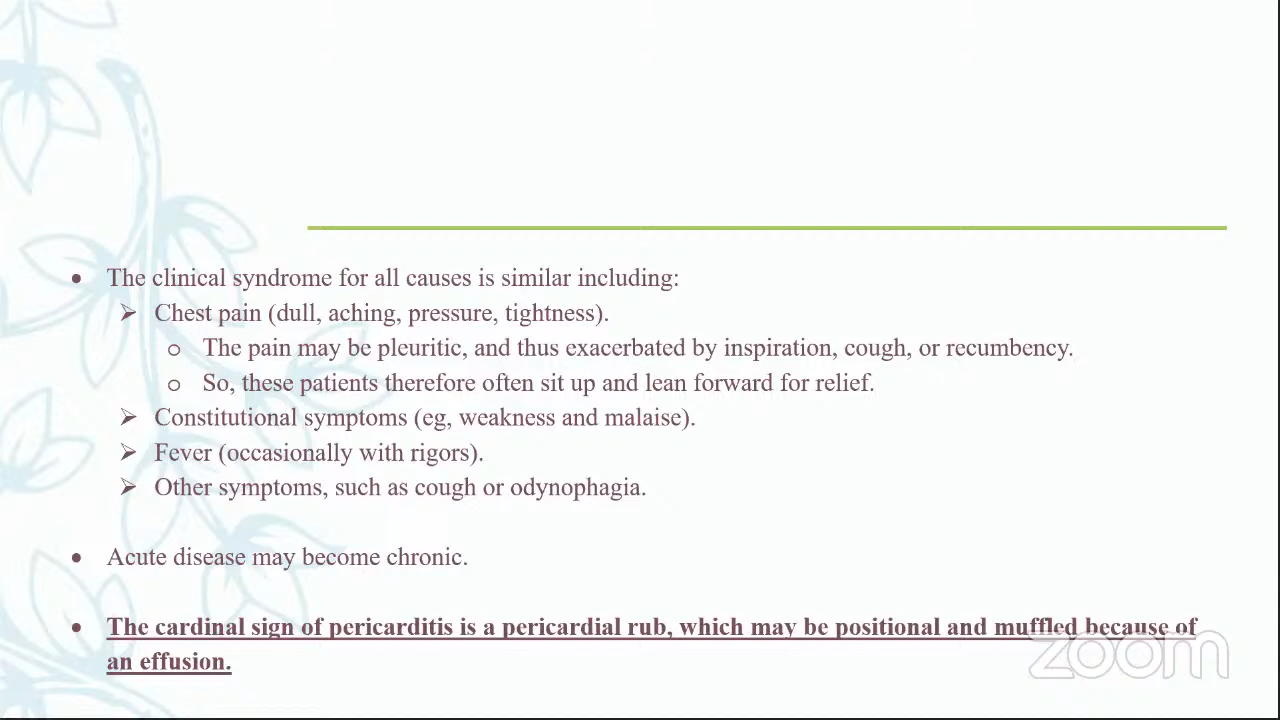 • The clinical syndrome for all causes is similar including:
➢ Chest pain (dull, aching, pressure, tightness).
o The pain may be pleuritic, and thus exacerbated by inspiration, cough, or recumbency.
o So, these patients therefore often sit up and lean forward for relief.
➢ Constitutional symptoms (eg, weakness and malaise).
➢ Fever (occasionally with rigors).
➢ Other symptoms, such as cough or odynophagia.
• Acute disease may become chronic.
• The cardinal sign of pericarditis is a pericardial rub, which may be positional and muffled because of
an effusion.
zoom